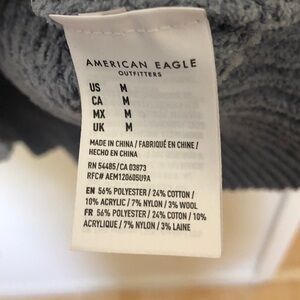 AMERICAN EAGLE
OUTFITTERS
US M
CA M
MX M
UK M
MADE IN CHINA / FABRIQUÉ EN CHINE /
HECHO EN CHINA
RN 54485/CA 03873
RFC# AEM120605U9A
EN 56% POLYESTER / 24% COTTON /
10% ACRYLIC / 7% NYLON / 3% WOOL
FR 56% POLYESTER / 24% COTON / 10%
ACRYLIQUE / 7% NYLON / 3% LAINE